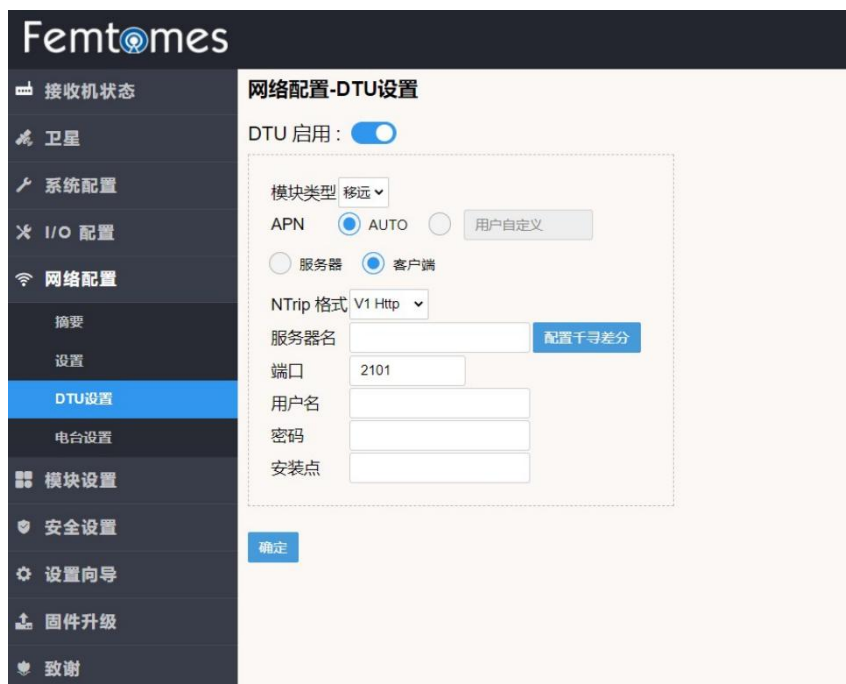 Femtomes
接收机状态
卫星
系统配置
I/O 配置
网络配置
摘要
设置
DTU设置
电台设置
模块设置
安全设置
设置向导
固件升级
致谢
网络配置-DTU设置
DTU 启用 :
模块类型 移远
APN AUTO 用户自定义
服务器 客户端
NTrip 格式 V1 Http
服务器名 配置千寻差分
端口 2101
用户名
密码
安装点
确定